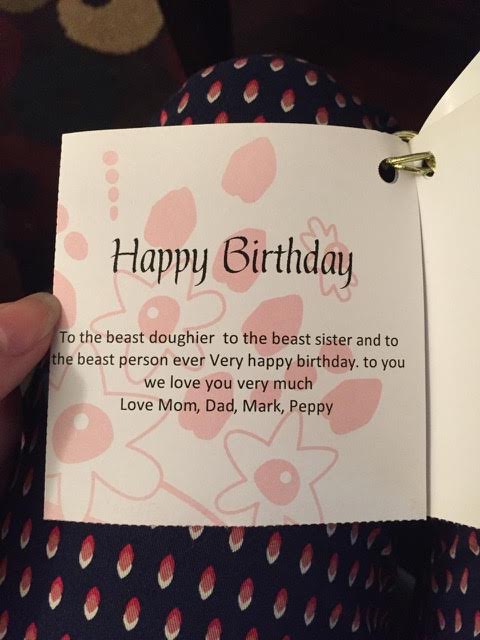 Happy Birthday
To the beast doughier to the beast sister and to
the beast person ever Very happy birthday. to you
we love you very much
Love Mom, Dad, Mark, Peppy